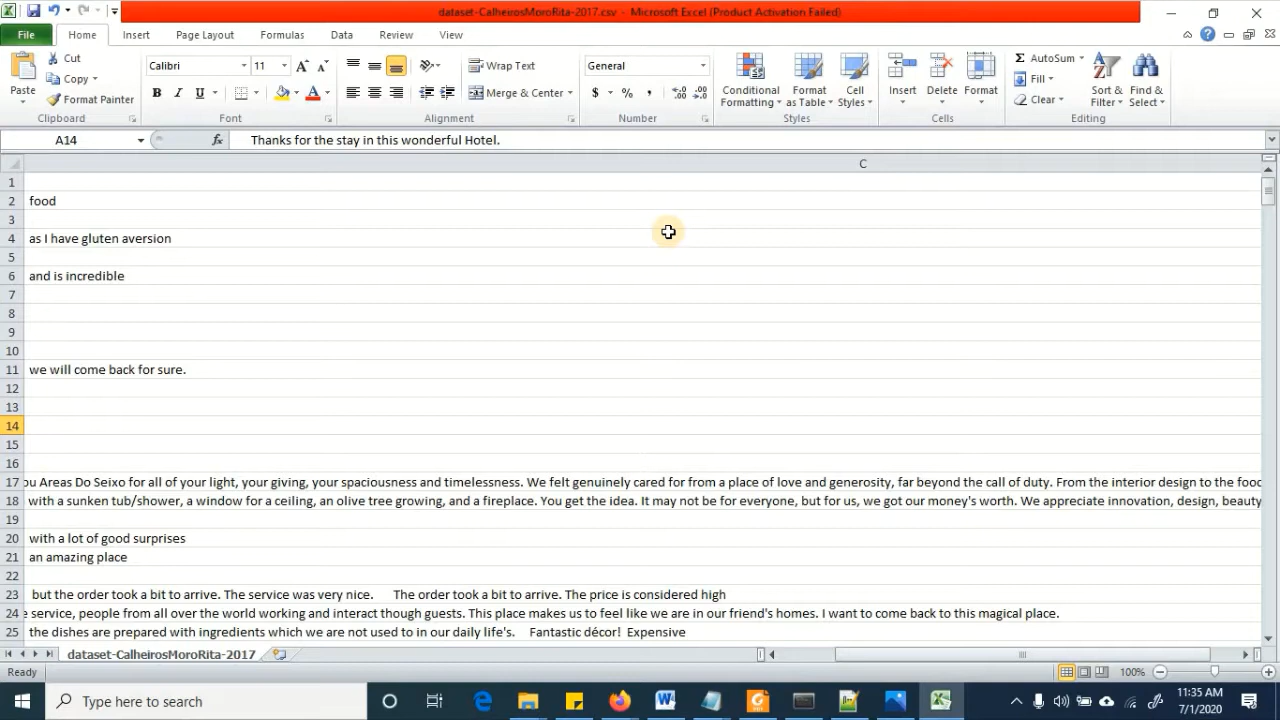 dataset-CalheirosMoroRita-2017.csv - Microsoft Excel (Product Activation Failed)
File Home Insert Page Layout Formulas Data Review View
Paste
Cut
Copy
Format Painter
Clipboard
Calibri 11
B I U
Font
Wrap Text
Merge & Center
Alignment
General
$ % ,
Number
Conditional Formatting
Format as Table
Cell Styles
Styles
Insert Delete Format
Cells
AutoSum
Fill
Clear
Sort & Filter
Find & Select
Editing
A14 fx Thanks for the stay in this wonderful Hotel.
C
1
2 food
3
4 as I have gluten aversion
5
6 and is incredible
7
8
9
10
11 we will come back for sure.
12
13
14
15
16
17 ou Areas Do Seixo for all of your light, your giving, your spaciousness and timelessness. We felt genuinely cared for from a place of love and generosity, far beyond the call of duty. From the interior design to the food
18 with a sunken tub/shower, a window for a ceiling, an olive tree growing, and a fireplace. You get the idea. It may not be for everyone, but for us, we got our money's worth. We appreciate innovation, design, beauty
19
20 with a lot of good surprises
21 an amazing place
22
23 but the order took a bit to arrive. The service was very nice. The order took a bit to arrive. The price is considered high
24 e service, people from all over the world working and interact though guests. This place makes us to feel like we are in our friend's homes. I want to come back to this magical place.
25 the dishes are prepared with ingredients which we are not used to in our daily life's. Fantastic décor! Expensive
dataset-CalheirosMoroRita-2017
Ready 100%
Type here to search
11:35 AM
7/1/2020